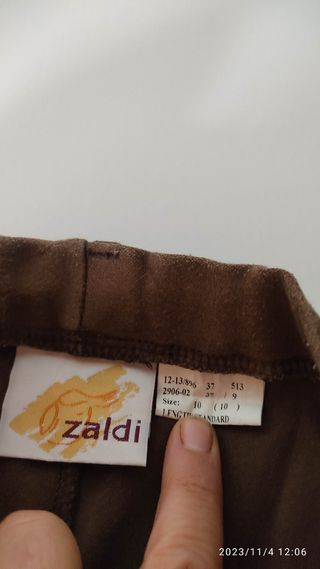 zaldi
12-13/8% 37 513
2906-02 37 / 9
Size: 10 ( 10 )
LENGTH STANDARD
2023/11/4 12:06